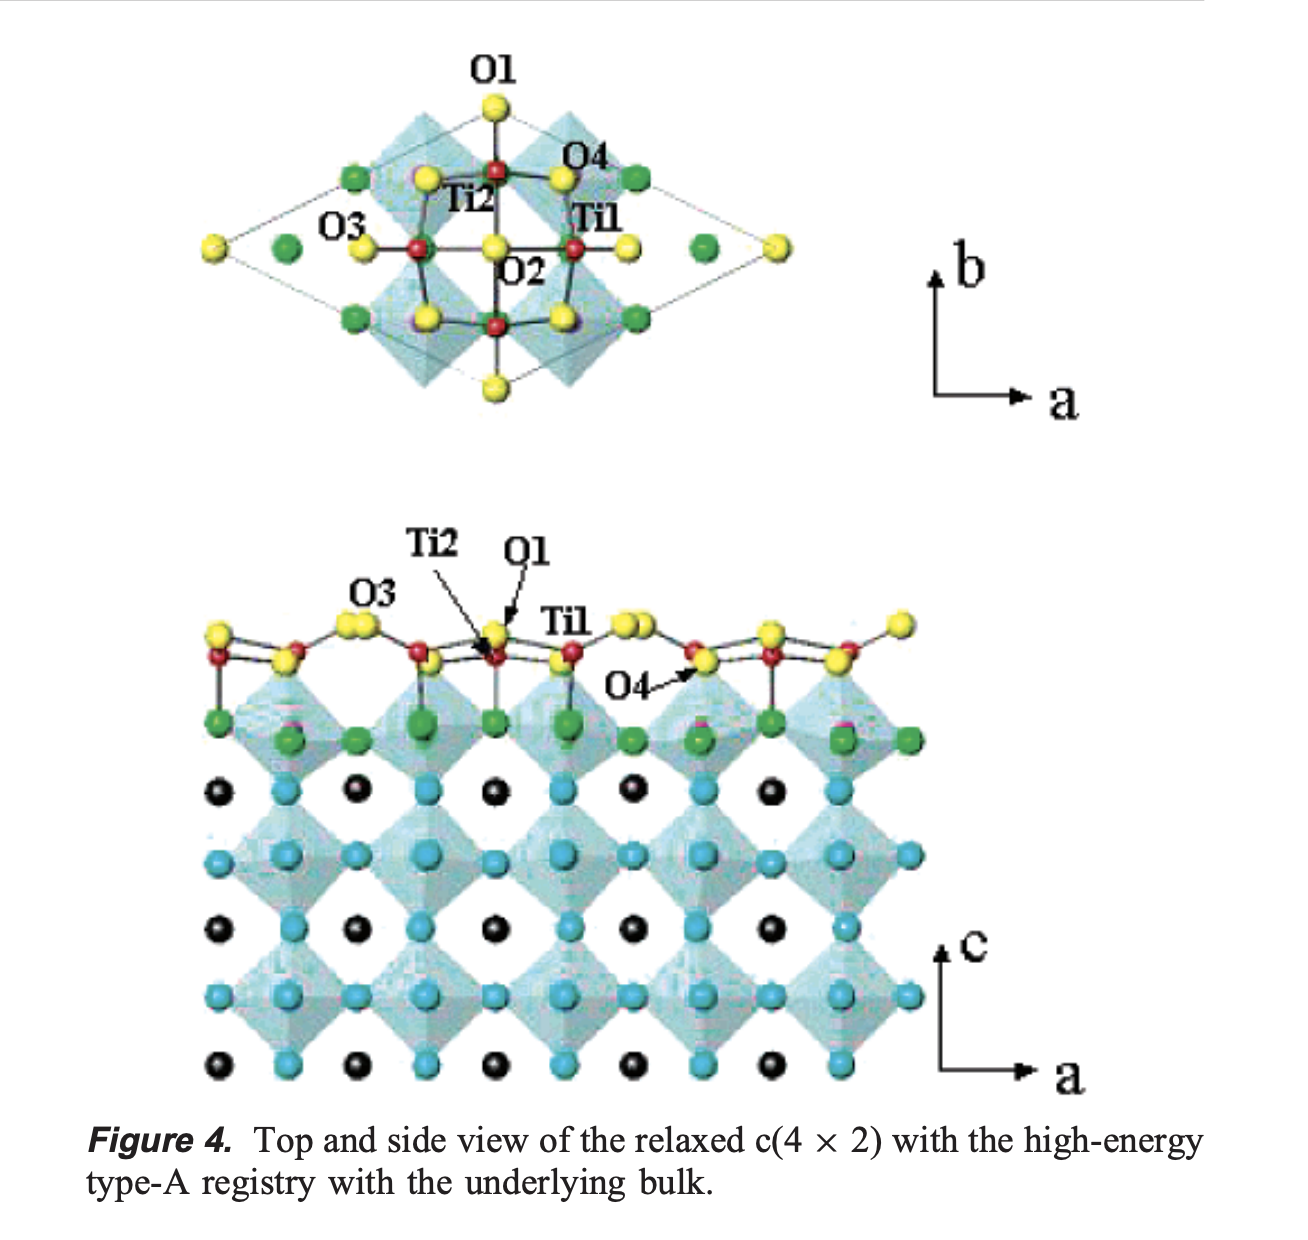 O1
O4
Ti2
O3
Ti1
O2
b
a
Ti2
O1
O3
Ti1
O4
c
a
Figure 4. Top and side view of the relaxed c(4 × 2) with the high-energy
type-A registry with the underlying bulk.